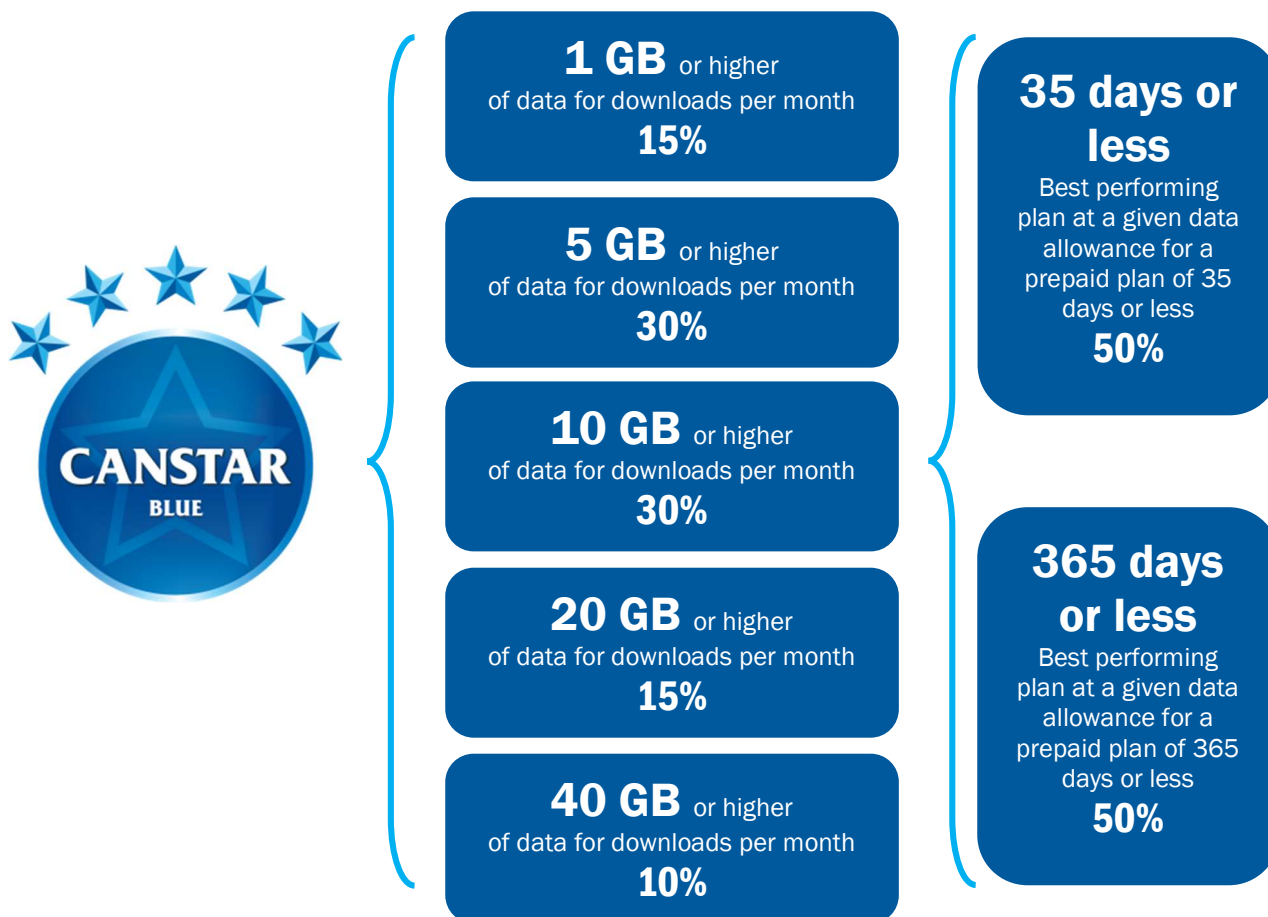 CANSTAR
BLUE
1 GB or higher
of data for downloads per month
15%
5 GB or higher
of data for downloads per month
30%
10 GB or higher
of data for downloads per month
30%
20 GB or higher
of data for downloads per month
15%
40 GB or higher
of data for downloads per month
10%
35 days or
less
Best performing
plan at a given data
allowance for a
prepaid plan of 35
days or less
50%
365 days
or less
Best performing
plan at a given data
allowance for a
prepaid plan of 365
days or less
50%